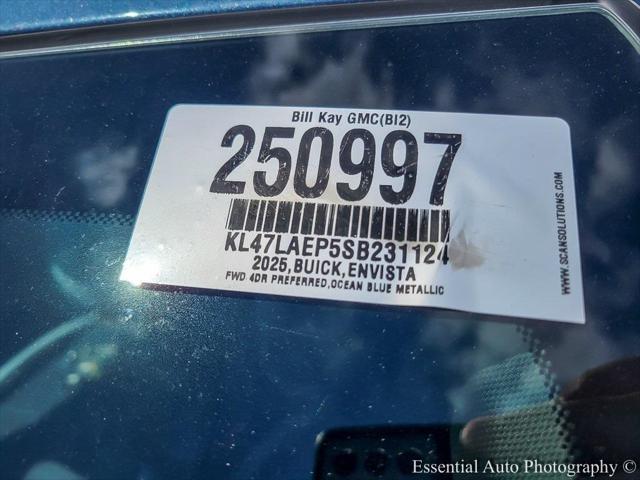 Bill Kay GMC(BI2)
250997
KL47LAEP5SB231124
2025,BUICK,ENVISTA
FWD 4DR PREFERRED,OCEAN BLUE METALLIC
WWW.SCANSOLUTIONS.COM
Essential Auto Photography ©